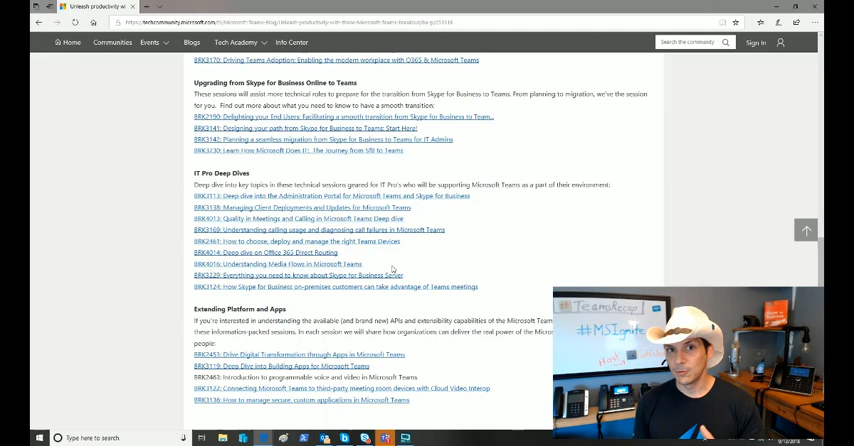 Unleash productivity wi
https://techcommunity.microsoft.com/t5/Microsoft-Teams-Blog/Unleash-productivity-with-these-Microsoft-Teams-breakout/ba-p/251518
Home Communities Events Blogs Tech Academy Info Center Search the community Sign In
BRK3170: Driving Teams Adoption: Enabling the modern workplace with O365 & Microsoft Teams
Upgrading from Skype for Business Online to Teams
These sessions will assist more technical roles to prepare for the transition from Skype for Business to Teams. From planning to migration, we've the session
for you. Find out more about what you need to know to have a smooth transition:
BRK2190: Delighting your End Users: Facilitating a smooth transition from Skype for Business to Team...
BRK3141: Designing your path from Skype for Business to Teams: Start Here!
BRK3142: Planning a seamless migration from Skype for Business to Teams for IT Admins
BRK3230: Learn How Microsoft Does IT: The Journey from SfB to Teams
IT Pro Deep Dives
Deep dive into key topics in these technical sessions geared for IT Pro's who will be supporting Microsoft Teams as a part of their environment:
BRK3113: Deep dive into the Administration Portal for Microsoft Teams and Skype for Business
BRK3138: Managing Client Deployments and Updates for Microsoft Teams
BRK4013: Quality in Meetings and Calling in Microsoft Teams Deep dive
BRK3169: Understanding calling usage and diagnosing call failures in Microsoft Teams
BRK2461: How to choose, deploy and manage the right Teams Devices
BRK4014: Deep dive on Office 365 Direct Routing
BRK4016: Understanding Media Flows in Microsoft Teams
BRK3229: Everything you need to know about Skype for Business Server
BRK3124: How Skype for Business on-premises customers can take advantage of Teams meetings
Extending Platform and Apps
If you're interested in understanding the available (and brand new) APIs and extensibility capabilities of the Microsoft Team
these information-packed sessions. In each session we will share how organizations can deliver the real power of the Micros
people:
BRK2453: Drive Digital Transformation through Apps in Microsoft Teams
BRK3119: Deep Dive into Building Apps for Microsoft Teams
BRK2463: Introduction to programmable voice and video in Microsoft Teams
BRK3122: Connecting Microsoft Teams to third-party meeting room devices with Cloud Video Interop
BRK3136: How to manage secure, custom applications in Microsoft Teams
#TeamsRecap
#MSIgnite
Host
Type here to search